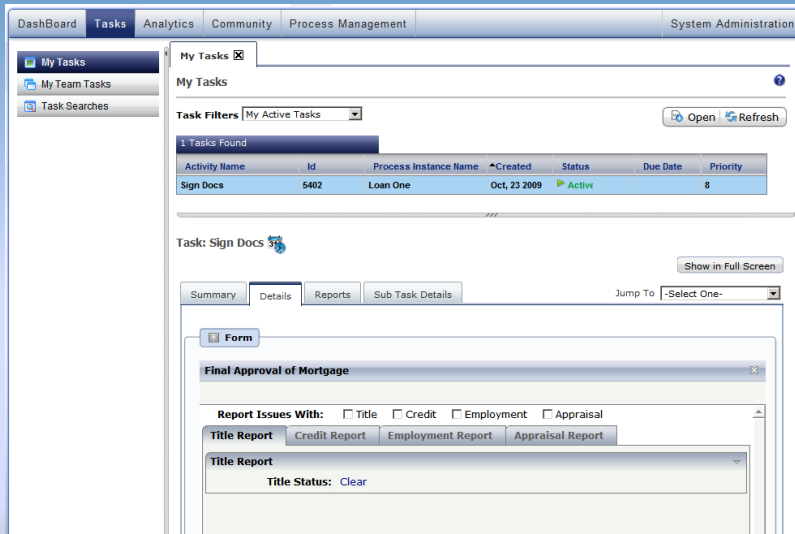 DashBoard Tasks Analytics Community Process Management System Administration
My Tasks
My Team Tasks
Task Searches
My Tasks
My Tasks
Task Filters My Active Tasks
Open Refresh
1 Tasks Found
Activity Name Id Process Instance Name Created Status Due Date Priority
Sign Docs 5402 Loan One Oct, 23 2009 Active 8
Task: Sign Docs
Show in Full Screen
Summary Details Reports Sub Task Details Jump To -Select One-
Form
Final Approval of Mortgage
Report Issues With: Title Credit Employment Appraisal
Title Report Credit Report Employment Report Appraisal Report
Title Report
Title Status: Clear